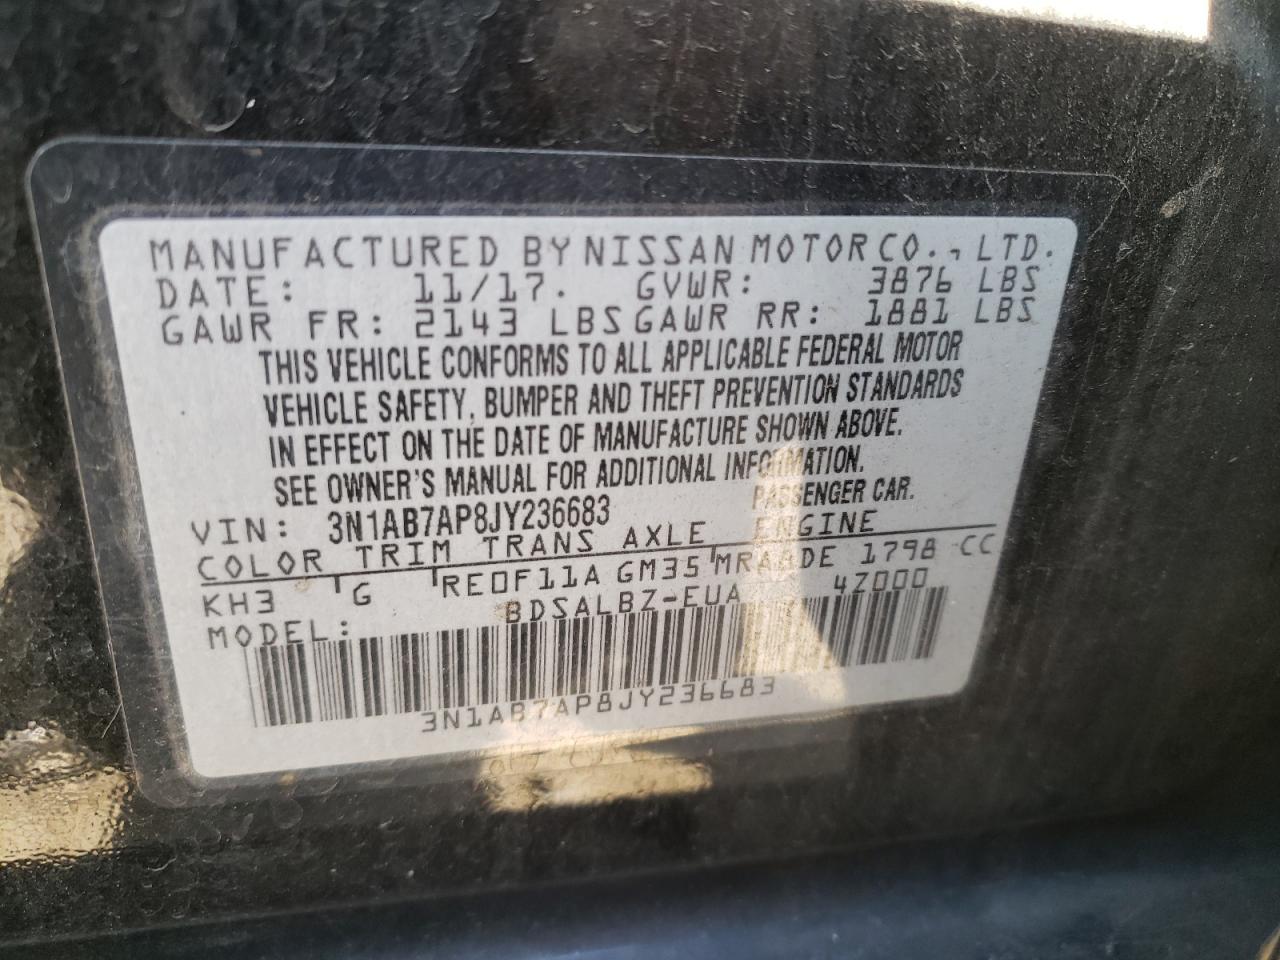 MANUFACTURED BY NISSAN MOTOR CO., LTD.
DATE: 11/17. GVWR: 3876 LBS
GAWR FR: 2143 LBS GAWR RR: 1881 LBS
THIS VEHICLE CONFORMS TO ALL APPLICABLE FEDERAL MOTOR
VEHICLE SAFETY, BUMPER AND THEFT PREVENTION STANDARDS
IN EFFECT ON THE DATE OF MANUFACTURE SHOWN ABOVE.
SEE OWNER'S MANUAL FOR ADDITIONAL INFORMATION.
PASSENGER CAR.
VIN: 3N1AB7AP8JY236683
COLOR TRIM TRANS AXLE ENGINE
KH3 G RE0F11A GM35 MRA8DE 1798 CC
MODEL: BDSALBZ-EUA 4Z000
3N1AB7AP8JY236683